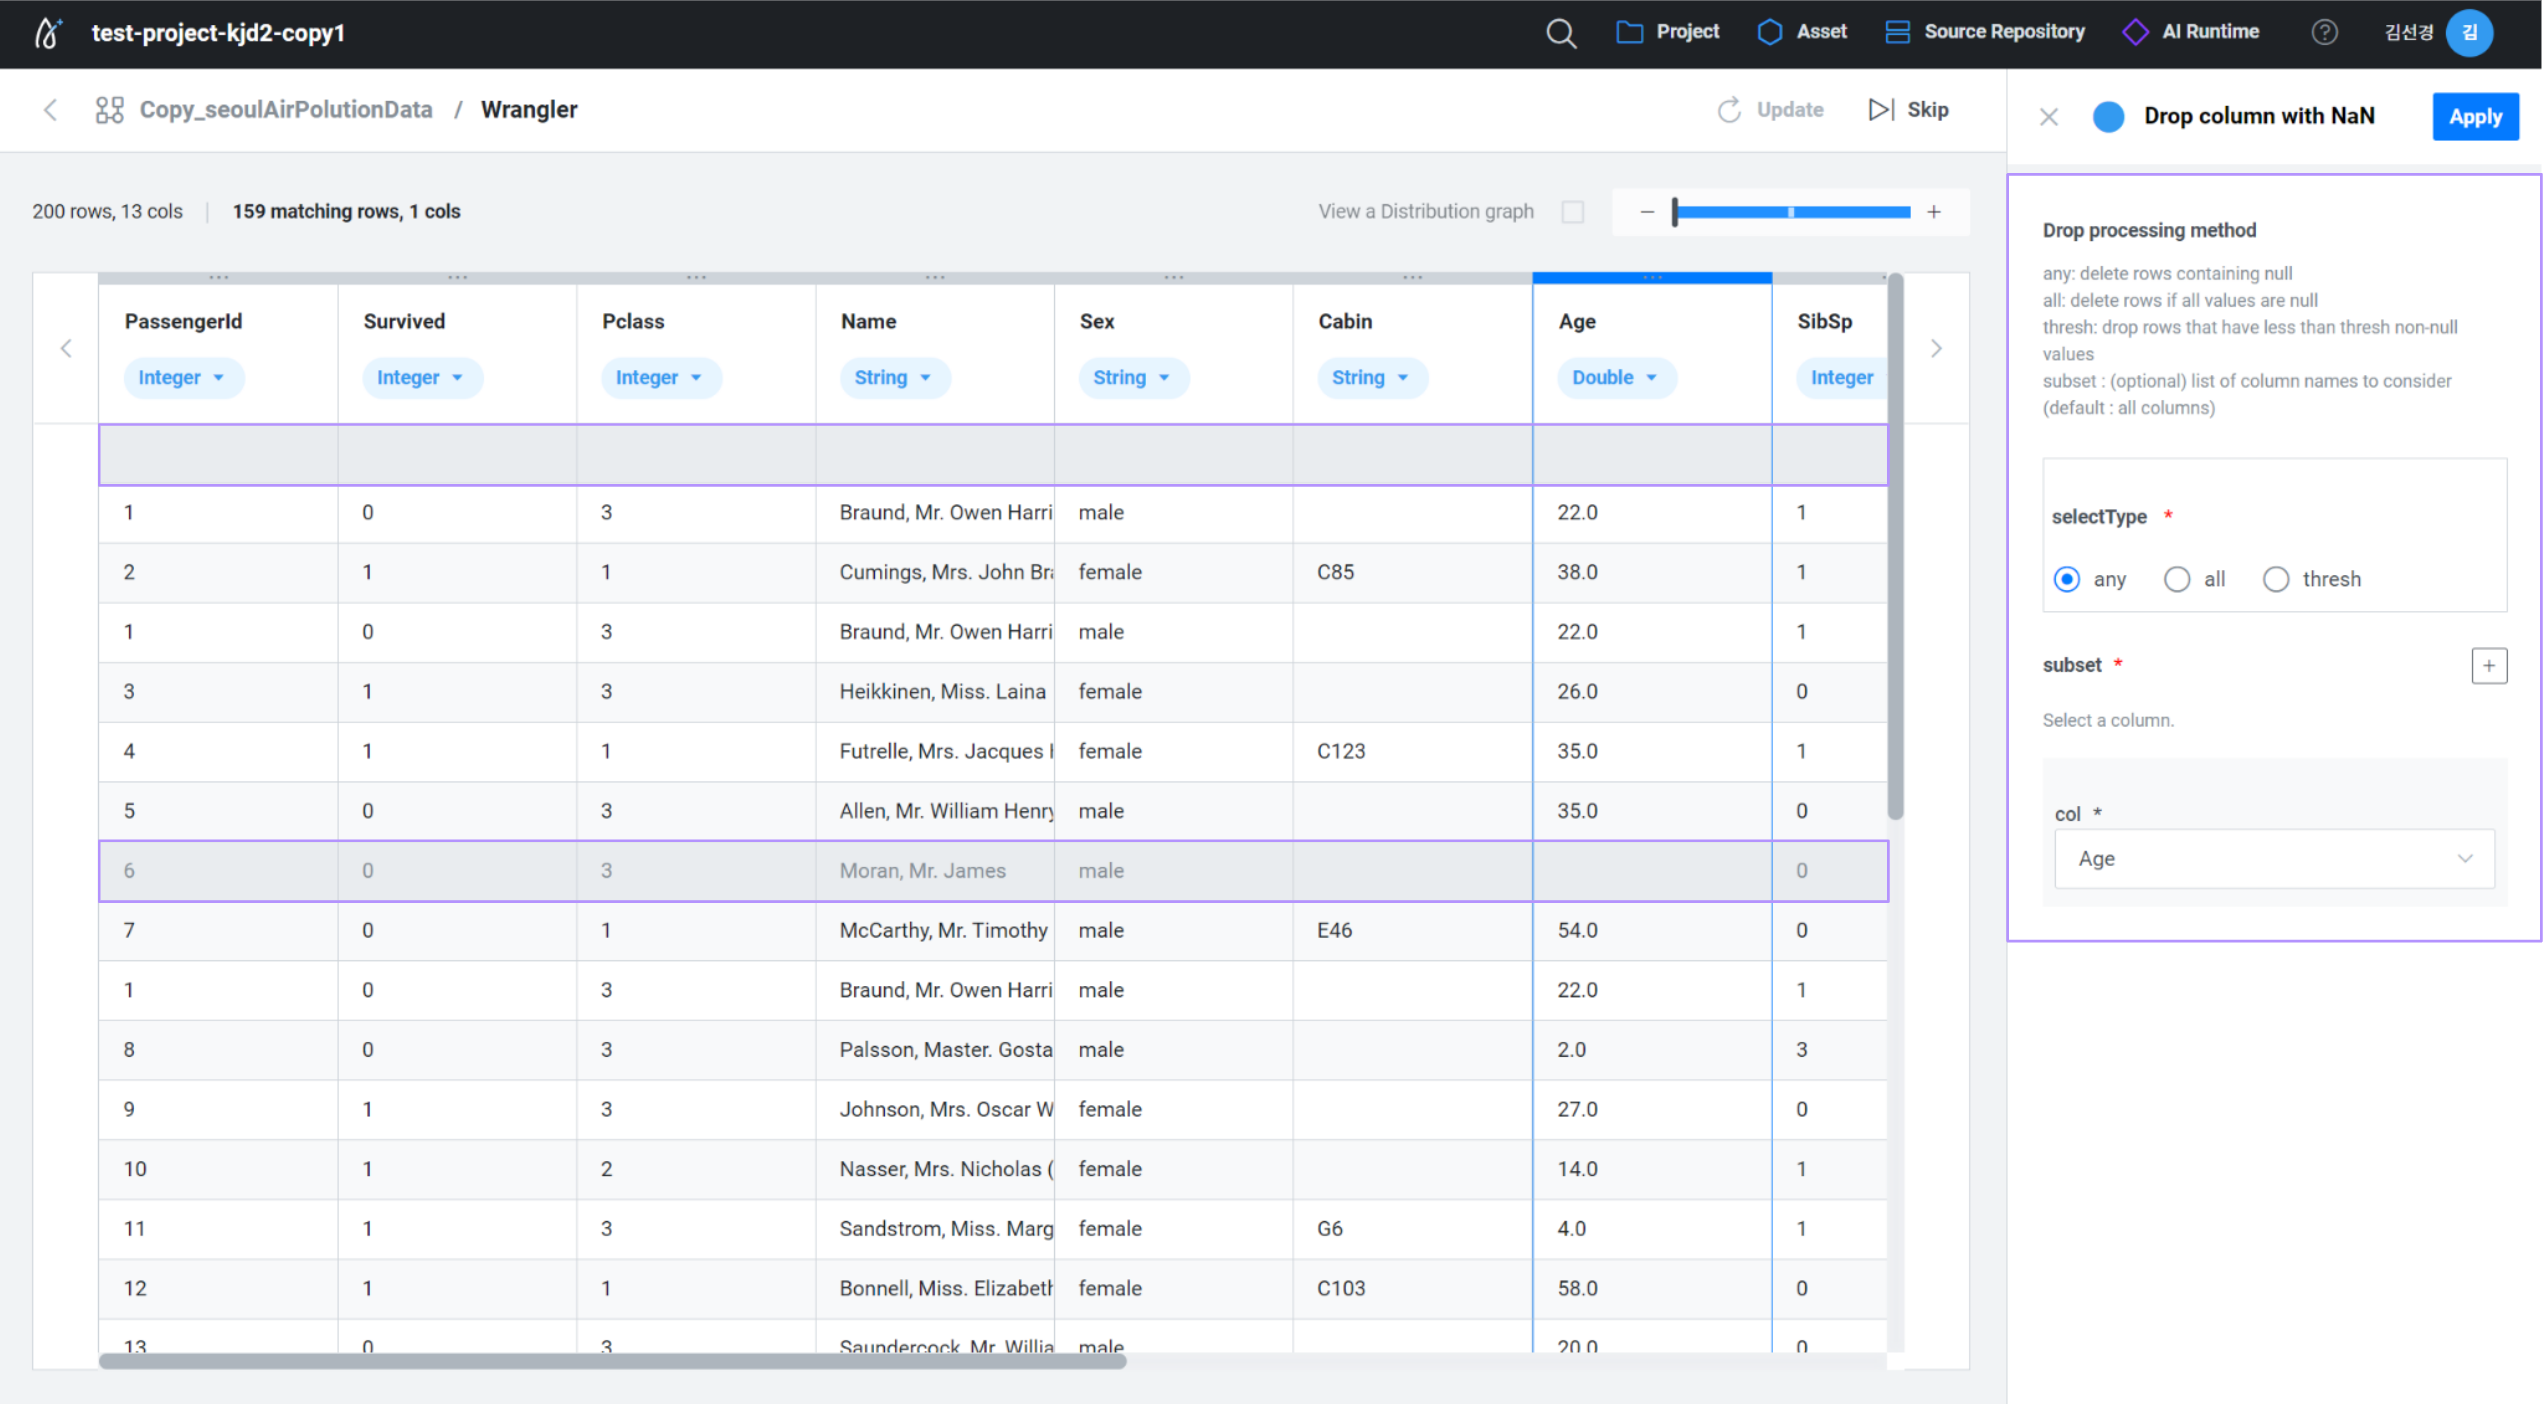 test-project-kjd2-copy1
Project Asset Source Repository AI Runtime ? 김선경 김
Copy_seoulAirPolutionData / Wrangler Update Skip
Drop column with NaN Apply
200 rows, 13 cols 159 matching rows, 1 cols View a Distribution graph − +
Drop processing method
any: delete rows containing null
all: delete rows if all values are null
thresh: drop rows that have less than thresh non-null
values
subset : (optional) list of column names to consider
(default : all columns)
selectType *
any all thresh
subset * +
Select a column.
col *
Age
PassengerId Survived Pclass Name Sex Cabin Age SibSp
Integer Integer Integer String String String Double Integer
1 0 3 Braund, Mr. Owen Harri male 22.0 1
2 1 1 Cumings, Mrs. John Bra female C85 38.0 1
1 0 3 Braund, Mr. Owen Harri male 22.0 1
3 1 3 Heikkinen, Miss. Laina female 26.0 0
4 1 1 Futrelle, Mrs. Jacques female C123 35.0 1
5 0 3 Allen, Mr. William Henry male 35.0 0
6 0 3 Moran, Mr. James male 0
7 0 1 McCarthy, Mr. Timothy male E46 54.0 0
1 0 3 Braund, Mr. Owen Harri male 22.0 1
8 0 3 Palsson, Master. Gosta male 2.0 3
9 1 3 Johnson, Mrs. Oscar W female 27.0 0
10 1 2 Nasser, Mrs. Nicholas ( female 14.0 1
11 1 3 Sandstrom, Miss. Marg female G6 4.0 1
12 1 1 Bonnell, Miss. Elizabeth female C103 58.0 0
13 0 3 Saundercock, Mr. Willia male 20.0 0